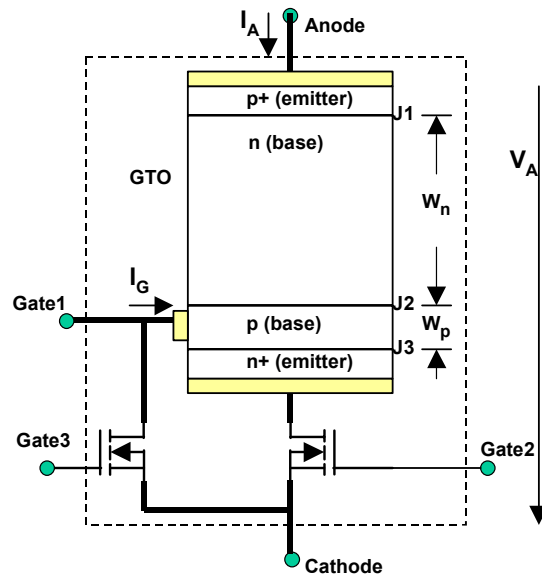 I_A
Anode
p+ (emitter)
J1
n (base)
GTO
V_A
W_n
I_G
Gate1
J2
p (base)
W_p
J3
n+ (emitter)
Gate3
Gate2
Cathode